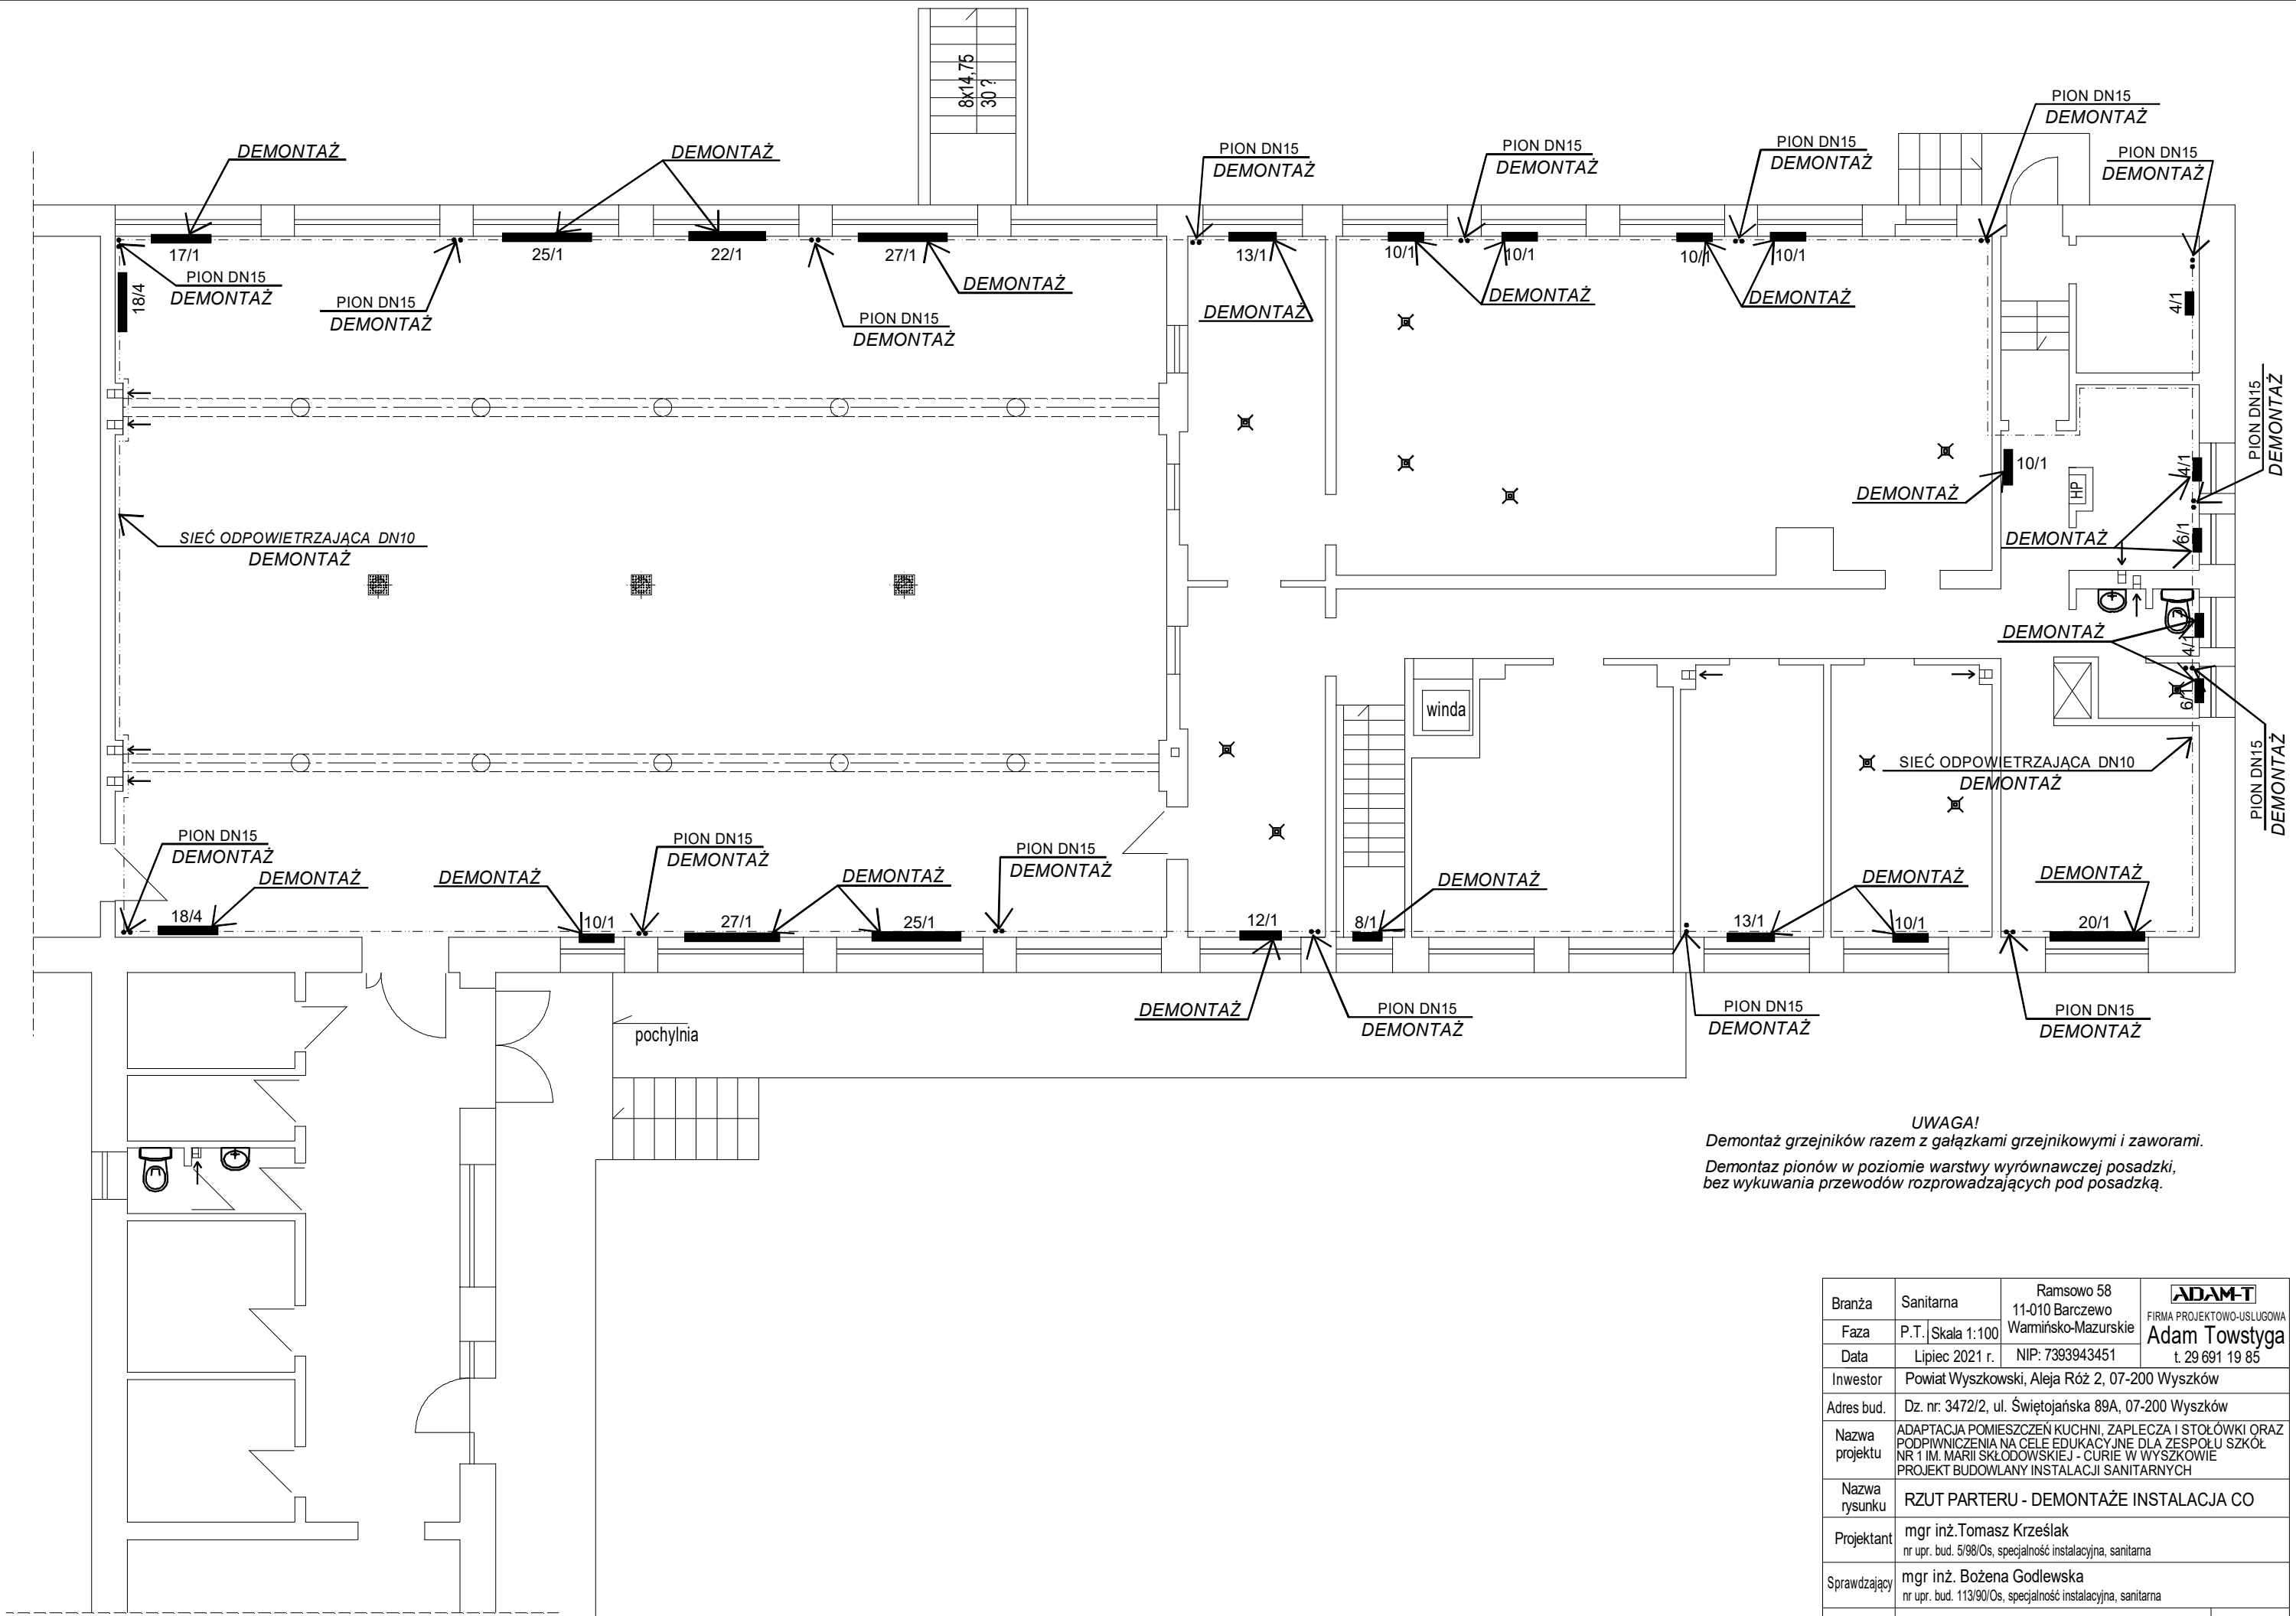 8x14,75
30 ?
PION DN15
DEMONTAŻ
DEMONTAŻ
DEMONTAŻ
PION DN15
DEMONTAŻ
PION DN15
DEMONTAŻ
PION DN15
DEMONTAŻ
PION DN15
DEMONTAŻ
17/1
25/1
22/1
27/1
13/1
10/1
10/1
10/1
10/1
18/4
PION DN15
DEMONTAŻ
PION DN15
DEMONTAŻ
PION DN15
DEMONTAŻ
DEMONTAŻ
DEMONTAŻ
DEMONTAŻ
DEMONTAŻ
4/1
PION DN15
DEMONTAŻ
10/1
DEMONTAŻ
HP
4/1
6/1
DEMONTAŻ
SIEĆ ODPOWIETRZAJĄCA DN10
DEMONTAŻ
DEMONTAŻ
4/1
6/1
winda
SIEĆ ODPOWIETRZAJĄCA DN10
DEMONTAŻ
PION DN15
DEMONTAŻ
PION DN15
DEMONTAŻ
DEMONTAŻ
DEMONTAŻ
PION DN15
DEMONTAŻ
DEMONTAŻ
PION DN15
DEMONTAŻ
DEMONTAŻ
DEMONTAŻ
DEMONTAŻ
18/4
10/1
27/1
25/1
12/1
8/1
13/1
10/1
20/1
DEMONTAŻ
PION DN15
DEMONTAŻ
PION DN15
DEMONTAŻ
PION DN15
DEMONTAŻ
pochylnia
UWAGA!
Demontaż grzejników razem z gałązkami grzejnikowymi i zaworami.
Demontaz pionów w poziomie warstwy wyrównawczej posadzki,
bez wykuwania przewodów rozprowadzających pod posadzką.
Branża Sanitarna
Faza P.T. Skala 1:100
Data Lipiec 2021 r.
Ramsowo 58
11-010 Barczewo
Warmińsko-Mazurskie
NIP: 7393943451
ADAM-T
FIRMA PROJEKTOWO-USLUGOWA
Adam Towstyga
t. 29 691 19 85
Inwestor Powiat Wyszkowski, Aleja Róż 2, 07-200 Wyszków
Adres bud. Dz. nr: 3472/2, ul. Świętojańska 89A, 07-200 Wyszków
Nazwa projektu
ADAPTACJA POMIESZCZEŃ KUCHNI, ZAPLECZA I STOŁÓWKI ORAZ
PODPIWNICZENIA NA CELE EDUKACYJNE DLA ZESPOŁU SZKÓŁ
NR 1 IM. MARII SKŁODOWSKIEJ - CURIE W WYSZKOWIE
PROJEKT BUDOWLANY INSTALACJI SANITARNYCH
Nazwa rysunku RZUT PARTERU - DEMONTAŻE INSTALACJA CO
Projektant mgr inż.Tomasz Krześlak
nr upr. bud. 5/98/Os, specjalność instalacyjna, sanitarna
Sprawdzający mgr inż. Bożena Godlewska
nr upr. bud. 113/90/Os, specjalność instalacyjna, sanitarna